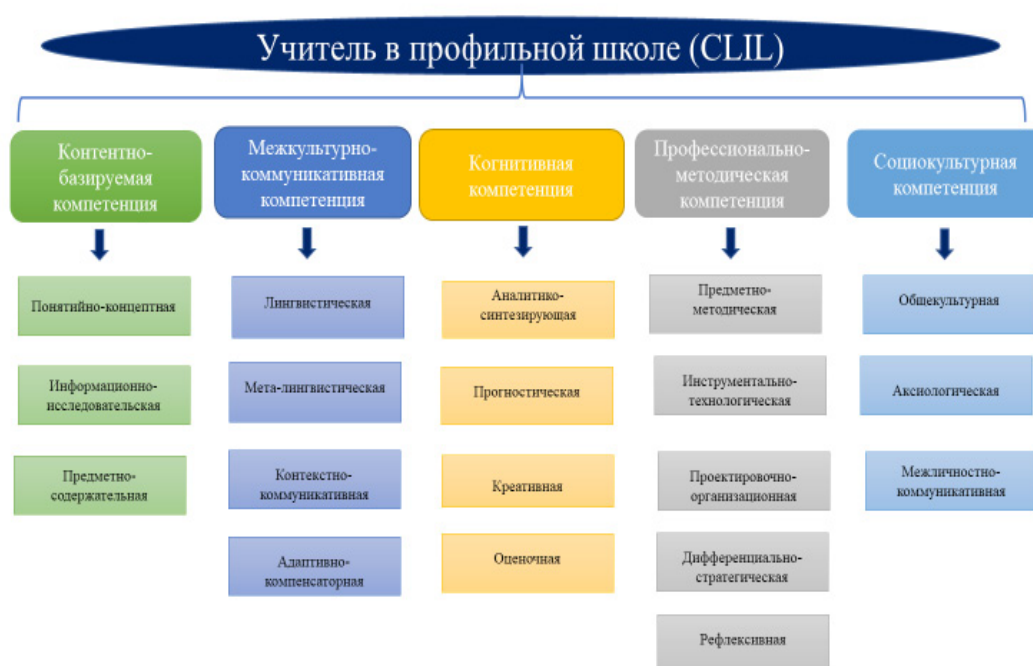 Учитель в профильной школе (CLIL)
Контентно-
базируемая
компетенция
Понятийно-концептная
Информационно-
исследовательская
Предметно-
содержательная
Межкультурно-
коммуникативная
компетенция
Лингвистическая
Мета-лингвистическая
Контекстно-
коммуникативная
Адаптивно-
компенсаторная
Когнитивная
компетенция
Аналитико-
синтезирующая
Прогностическая
Креативная
Оценочная
Профессионально-
методическая
компетенция
Предметно-
методическая
Инструментально-
технологическая
Проектировочно-
организационная
Дифференциально-
стратегическая
Рефлексивная
Социокультурная
компетенция
Общекультурная
Аксиологическая
Межличностно-
коммуникативная